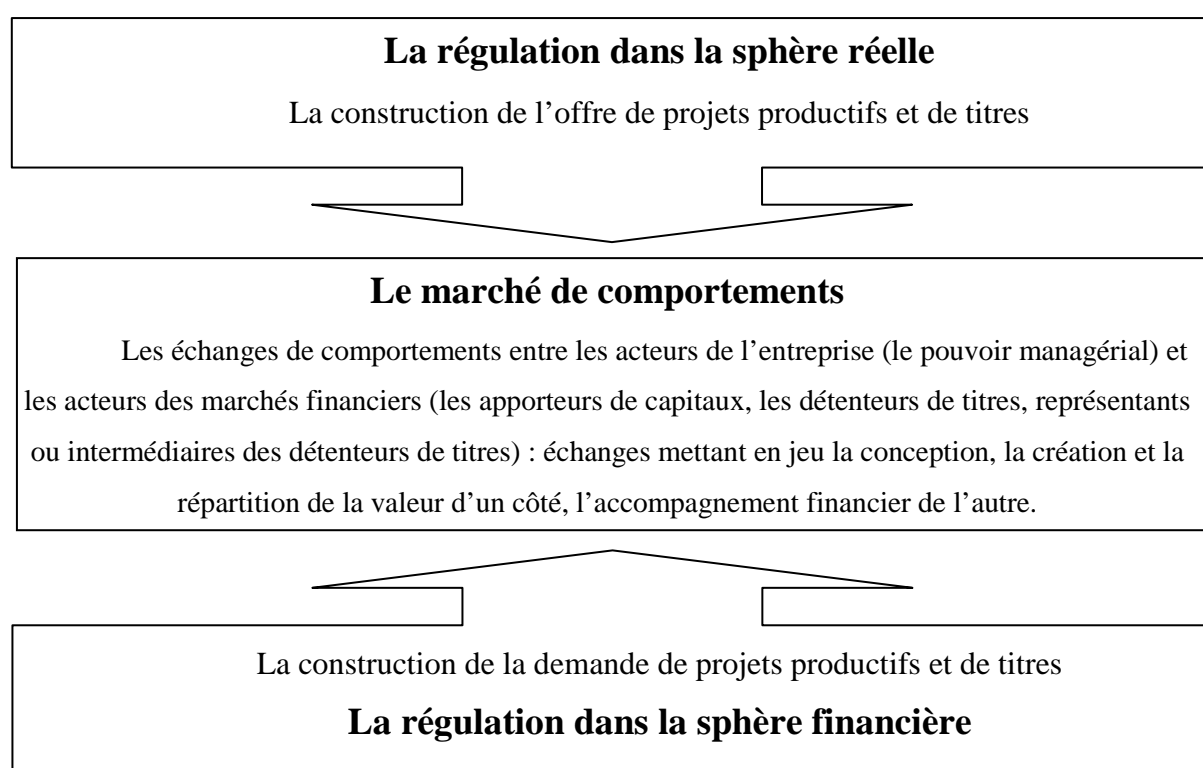 La régulation dans la sphère réelle
La construction de l’offre de projets productifs et de titres
Le marché de comportements
Les échanges de comportements entre les acteurs de l’entreprise (le pouvoir managérial) et
les acteurs des marchés financiers (les apporteurs de capitaux, les détenteurs de titres, représentants
ou intermédiaires des détenteurs de titres) : échanges mettant en jeu la conception, la création et la
répartition de la valeur d’un côté, l’accompagnement financier de l’autre.
La construction de la demande de projets productifs et de titres
La régulation dans la sphère financière